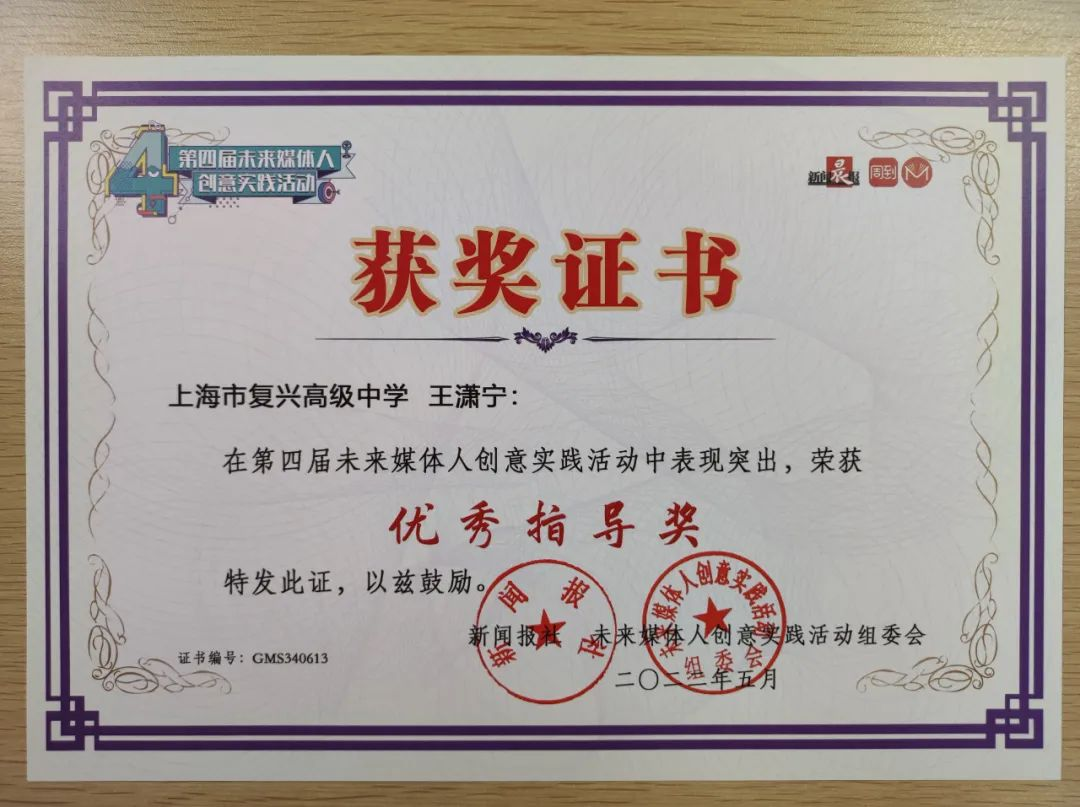 4
第四届未来媒体人
创意实践活动
新闻晨报
周到
获奖证书
上海市复兴高级中学 王潇宁：
在第四届未来媒体人创意实践活动中表现突出，荣获
优秀指导奖
特发此证，以兹鼓励。
新闻报社 未来媒体人创意实践活动组委会
证书编号：GMS340613
二〇二三年五月
新闻报社
未来媒体人创意实践活动
组委会